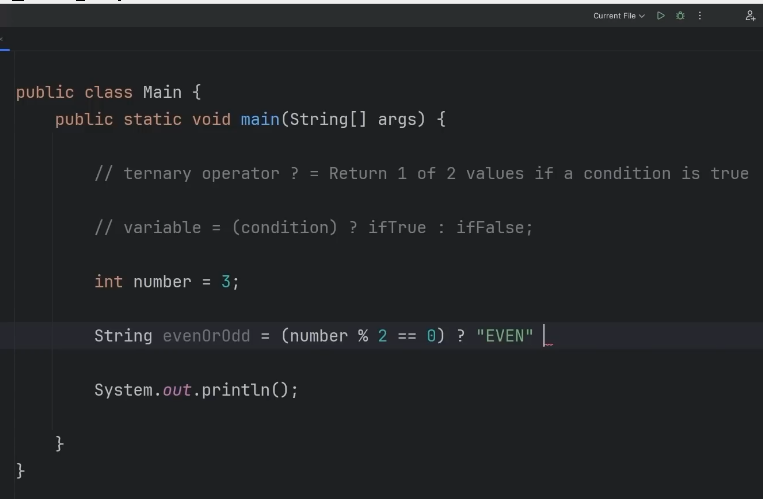 Current File
public class Main {
public static void main(String[] args) {
// ternary operator ? = Return 1 of 2 values if a condition is true
// variable = (condition) ? ifTrue : ifFalse;
int number = 3;
String evenOrOdd = (number % 2 == 0) ? "EVEN"
System.out.println();
}
}